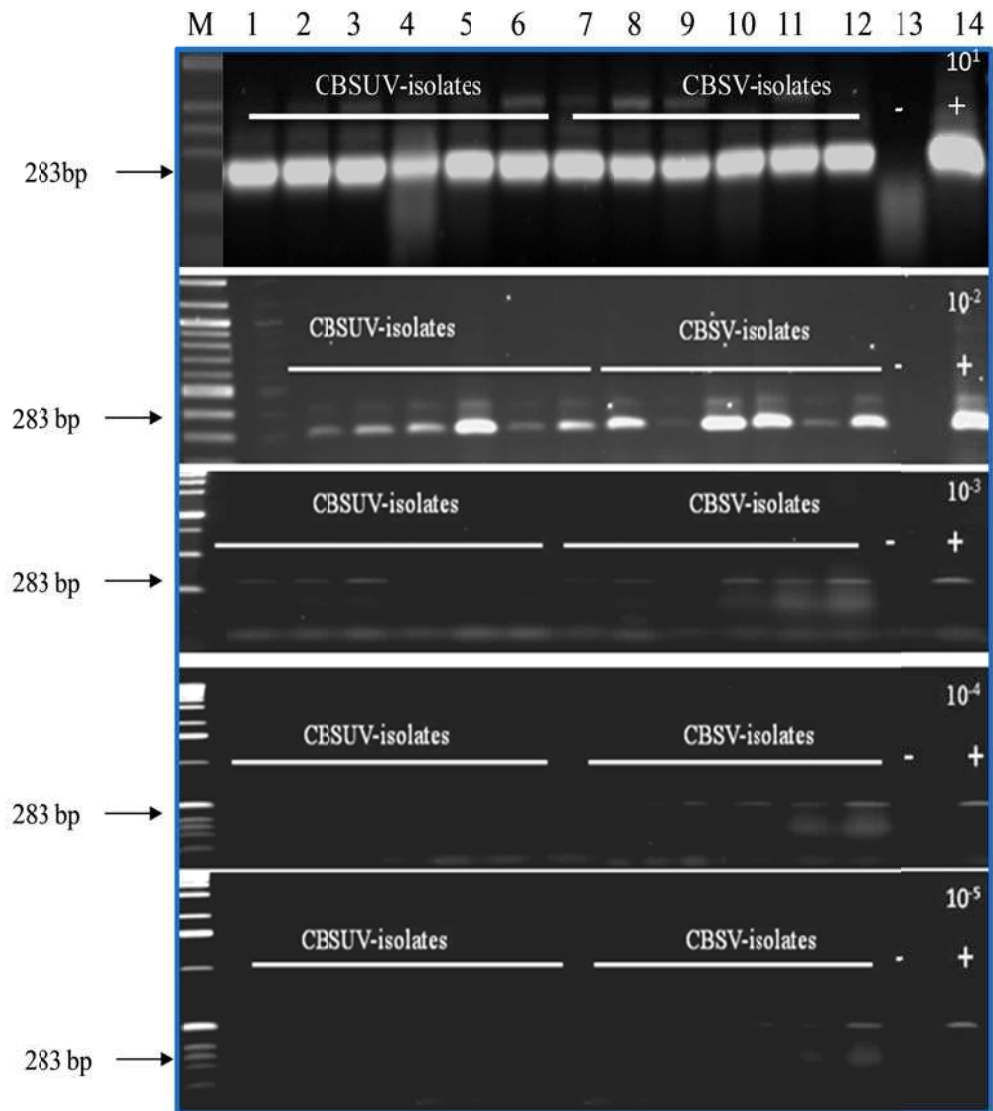 M 1 2 3 4 5 6 7 8 9 10 11 12 13 14
10¹
CBSUV-isolates CBSV-isolates - +
283bp
10⁻²
CBSUV-isolates CBSV-isolates - +
283 bp
10⁻³
CBSUV-isolates CBSV-isolates - +
283 bp
10⁻⁴
CBSUV-isolates CBSV-isolates - +
283 bp
10⁻⁵
CBSUV-isolates CBSV-isolates - +
283 bp